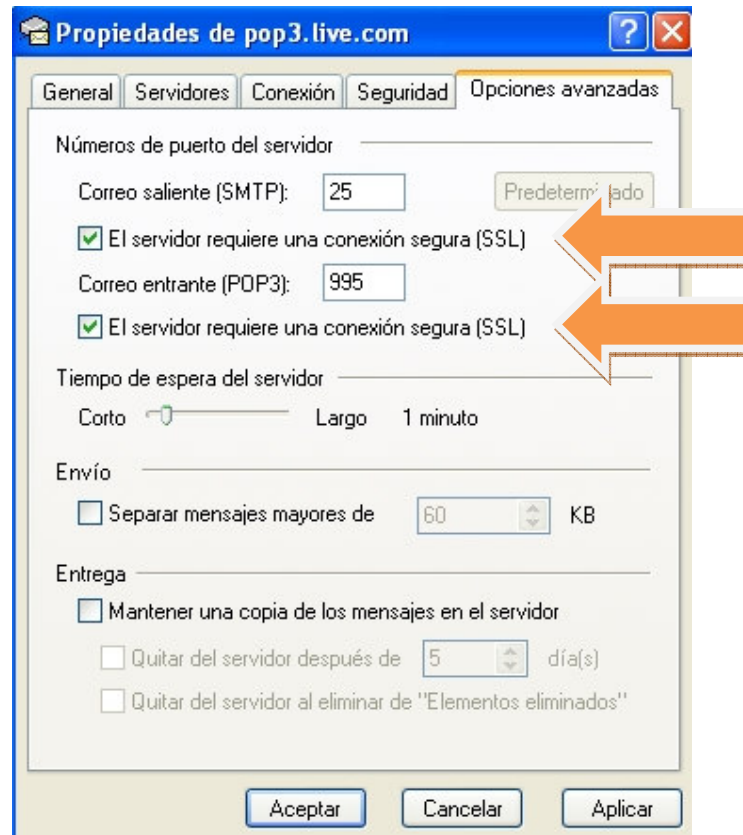 Propiedades de pop3.live.com
General Servidores Conexión Seguridad Opciones avanzadas
Números de puerto del servidor
Correo saliente (SMTP): 25 Predeterminado
El servidor requiere una conexión segura (SSL)
Correo entrante (POP3): 995
El servidor requiere una conexión segura (SSL)
Tiempo de espera del servidor
Corto Largo 1 minuto
Envío
Separar mensajes mayores de 60 KB
Entrega
Mantener una copia de los mensajes en el servidor
Quitar del servidor después de 5 día(s)
Quitar del servidor al eliminar de "Elementos eliminados"
Aceptar Cancelar Aplicar